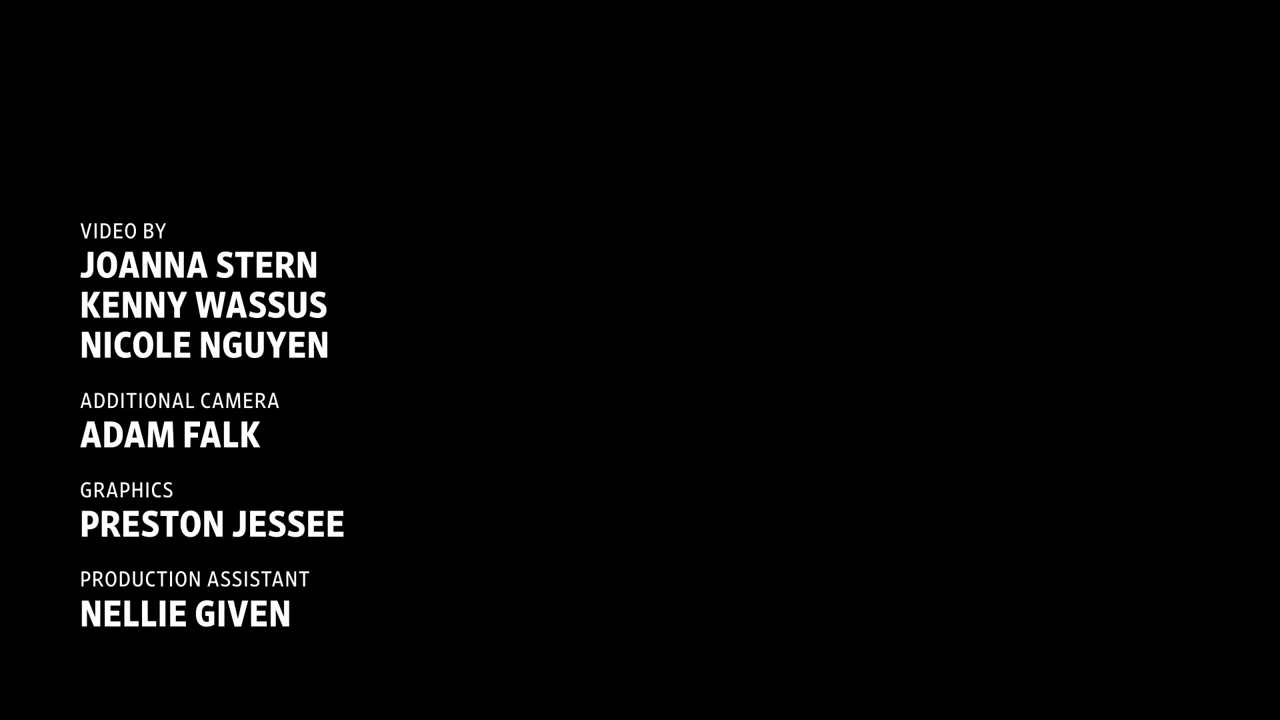 VIDEO BY
JOANNA STERN
KENNY WASSUS
NICOLE NGUYEN
ADDITIONAL CAMERA
ADAM FALK
GRAPHICS
PRESTON JESSEE
PRODUCTION ASSISTANT
NELLIE GIVEN